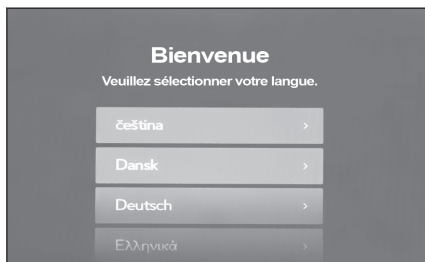 Bienvenue
Veuillez sélectionner votre langue.
čeština
Dansk
Deutsch
Ελληνικά